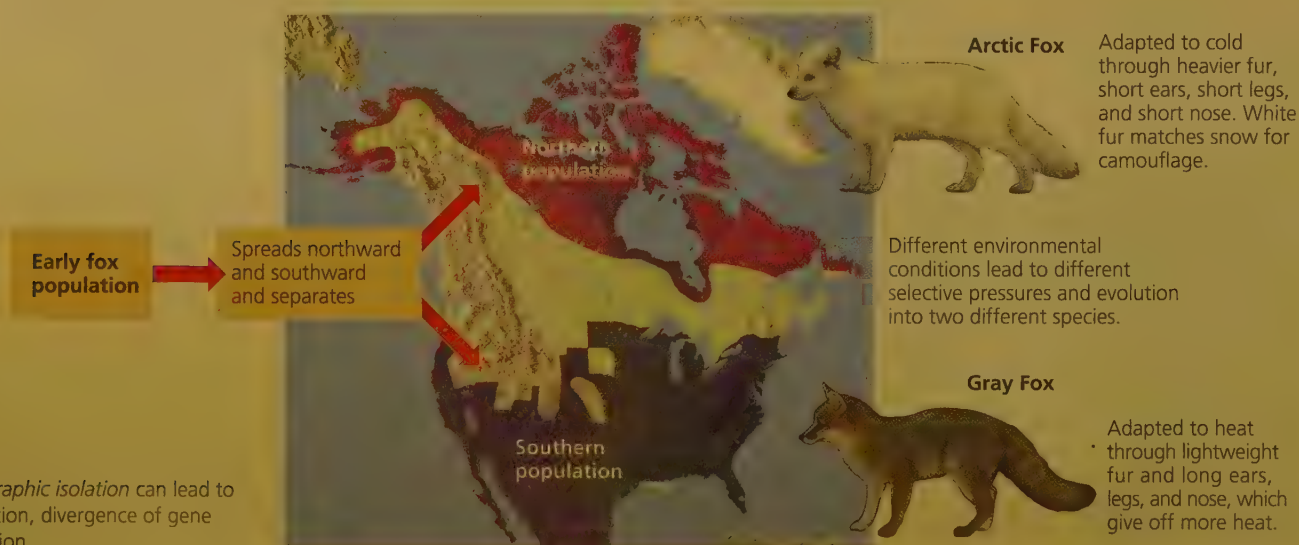 Arctic Fox
Adapted to cold
through heavier fur,
short ears, short legs,
and short nose. White
fur matches snow for
camouflage.
Northern
population
Early fox
population
Spreads northward
and southward
and separates
Different environmental
conditions lead to different
selective pressures and evolution
into two different species.
Gray Fox
Adapted to heat
through lightweight
fur and long ears,
legs, and nose, which
give off more heat.
Southern
population
raphic isolation can lead to
tion, divergence of gene
ion